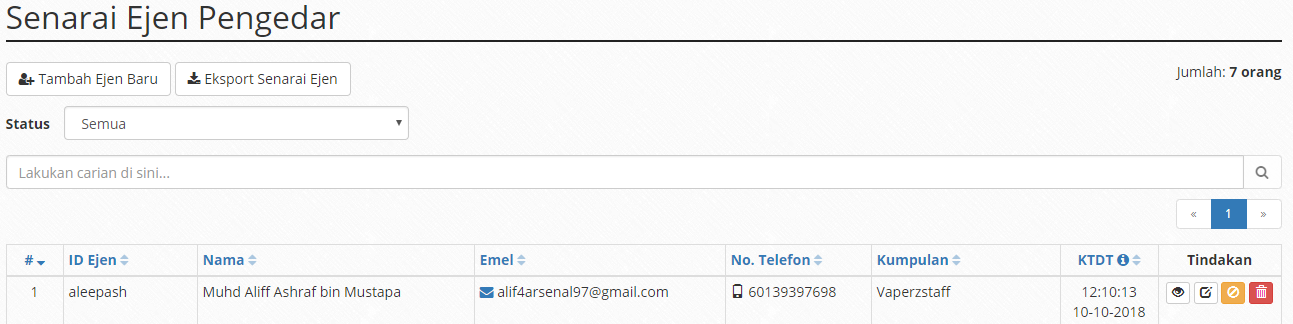 Senarai Ejen Pengedar
Tambah Ejen Baru Eksport Senarai Ejen Jumlah: 7 orang
Status Semua
Lakukan carian di sini...
« 1 »
# ID Ejen Nama Emel No. Telefon Kumpulan KTDT Tindakan
1 aleepash Muhd Aliff Ashraf bin Mustapa alif4arsenal97@gmail.com 60139397698 Vaperzstaff 12:10:13
10-10-2018